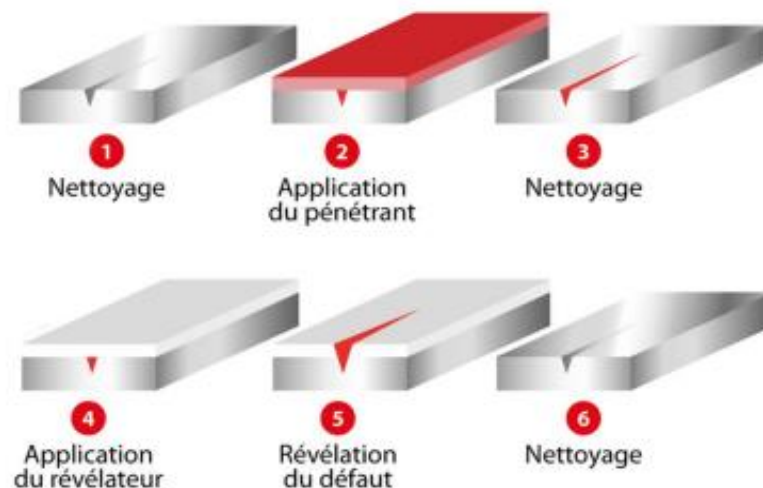 1
Nettoyage
2
Application
du pénétrant
3
Nettoyage
4
Application
du révélateur
5
Révélation
du défaut
6
Nettoyage